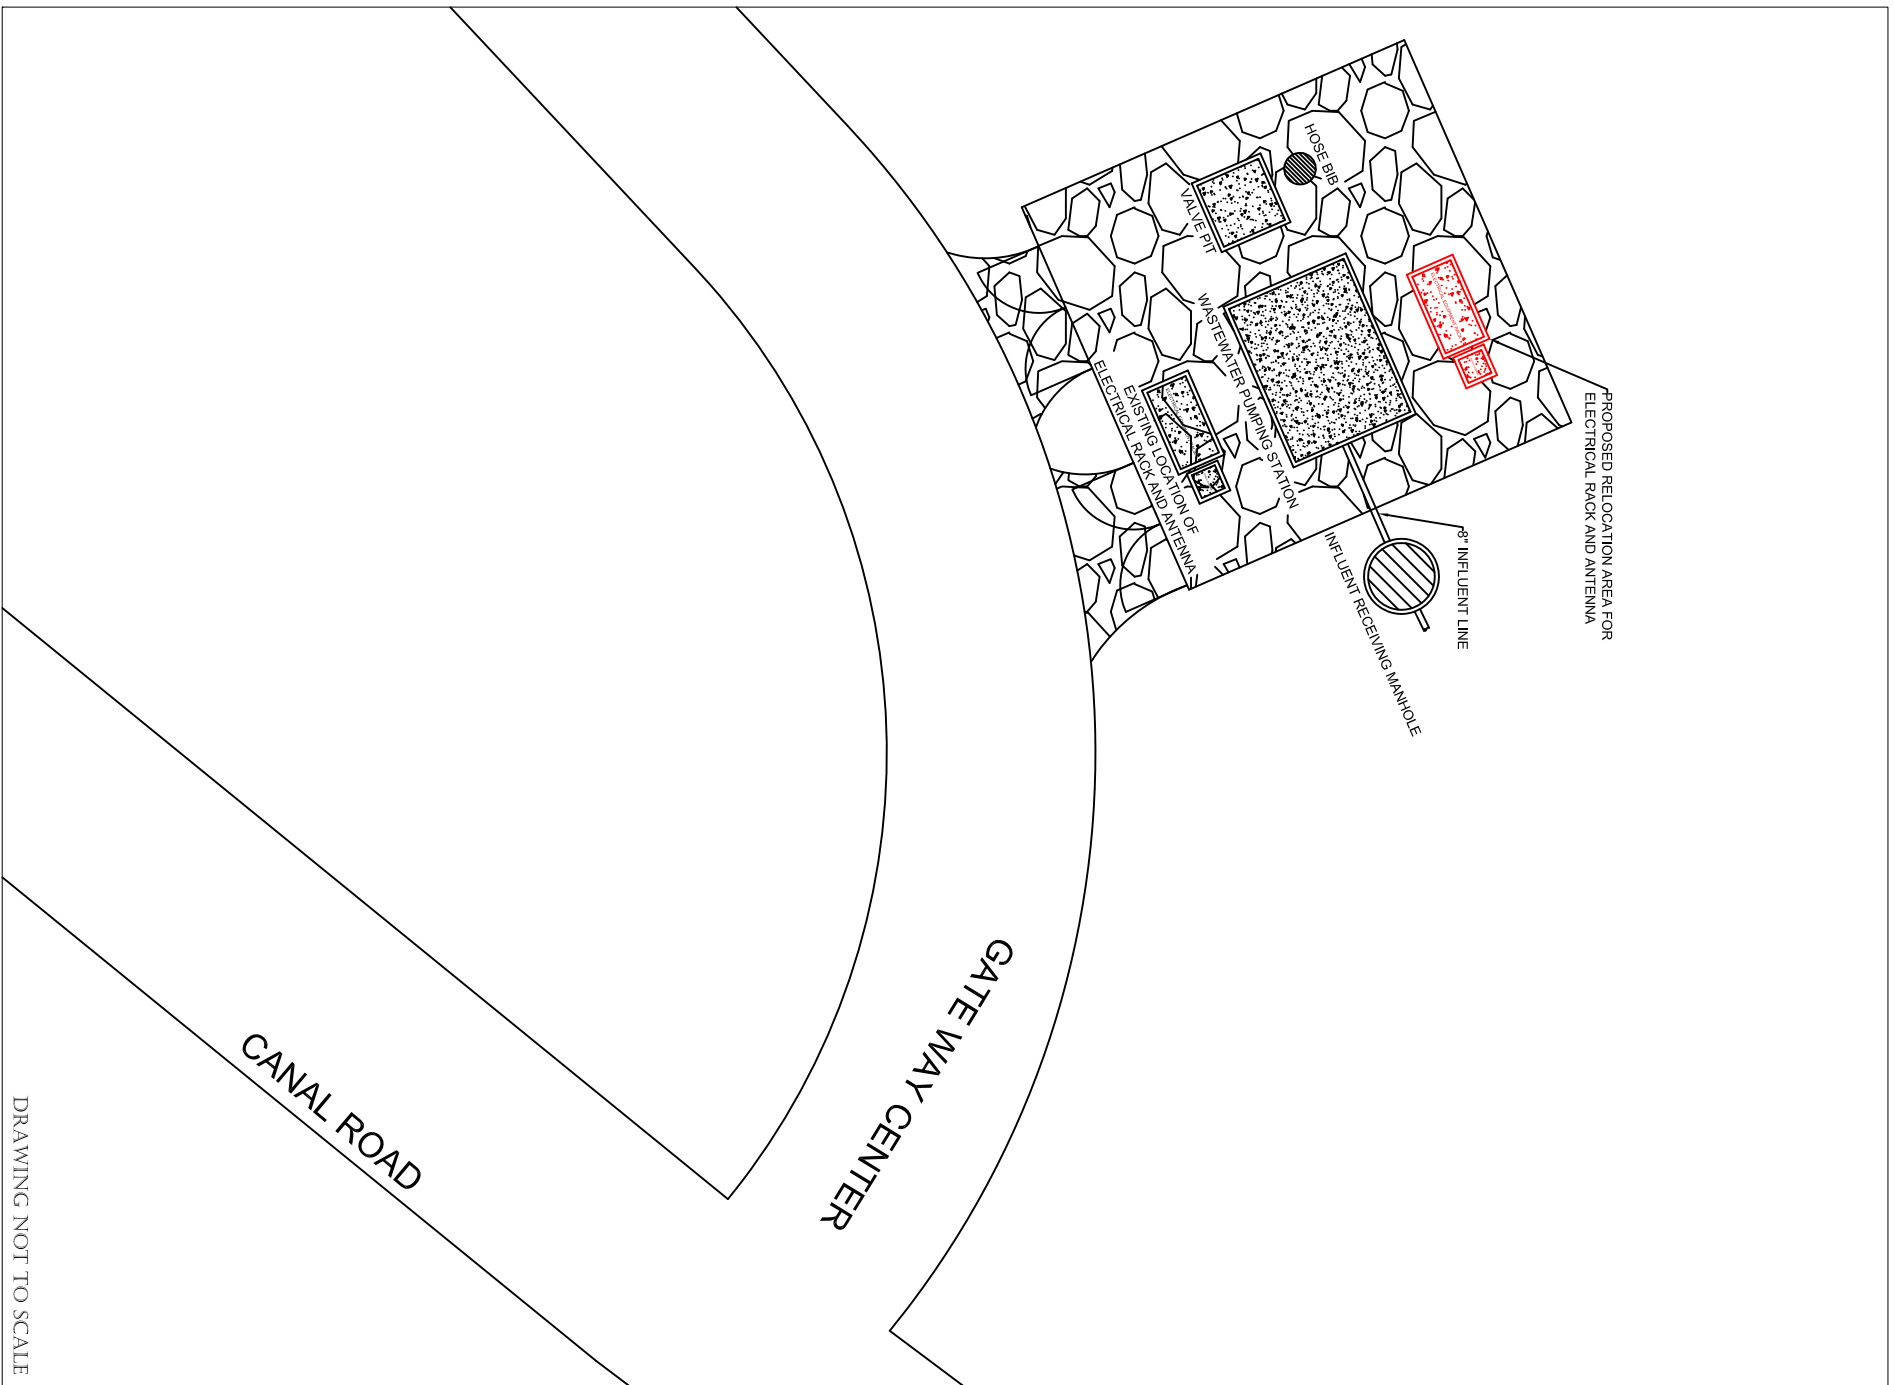 PROPOSED RELOCATION AREA FOR
ELECTRICAL RACK AND ANTENNA
8" INFLUENT LINE
INFLUENT RECEIVING MANHOLE
HOSE BIB
VALVE PIT
WASTEWATER PUMPING STATION
EXISTING LOCATION OF
ELECTRICAL RACK AND ANTENNA
GATE WAY CENTER
CANAL ROAD
DRAWING NOT TO SCALE